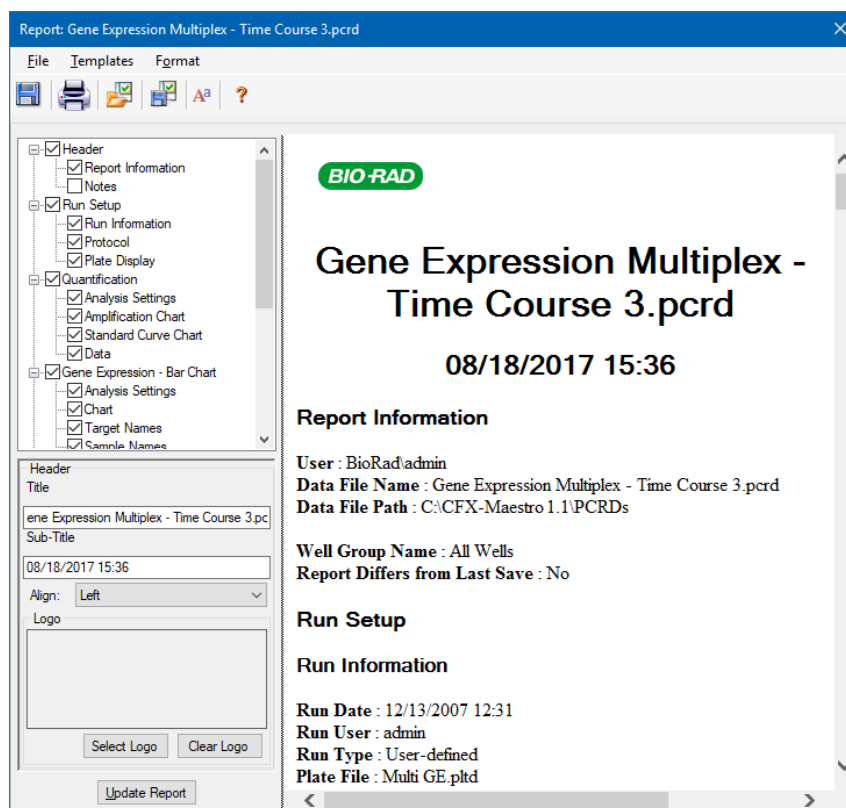 Report: Gene Expression Multiplex - Time Course 3.pcrd
File Templates Format
Aa ?
Header
Report Information
Notes
Run Setup
Run Information
Protocol
Plate Display
Quantification
Analysis Settings
Amplification Chart
Standard Curve Chart
Data
Gene Expression - Bar Chart
Analysis Settings
Chart
Target Names
Sample Names
Header
Title
ene Expression Multiplex - Time Course 3.pc
Sub-Title
08/18/2017 15:36
Align: Left
Logo
Select Logo Clear Logo
Update Report
BIO-RAD
Gene Expression Multiplex -
Time Course 3.pcrd
08/18/2017 15:36
Report Information
User : BioRad\admin
Data File Name : Gene Expression Multiplex - Time Course 3.pcrd
Data File Path : C:\CFX-Maestro 1.1\PCRDs
Well Group Name : All Wells
Report Differs from Last Save : No
Run Setup
Run Information
Run Date : 12/13/2007 12:31
Run User : admin
Run Type : User-defined
Plate File : Multi GE.pltd